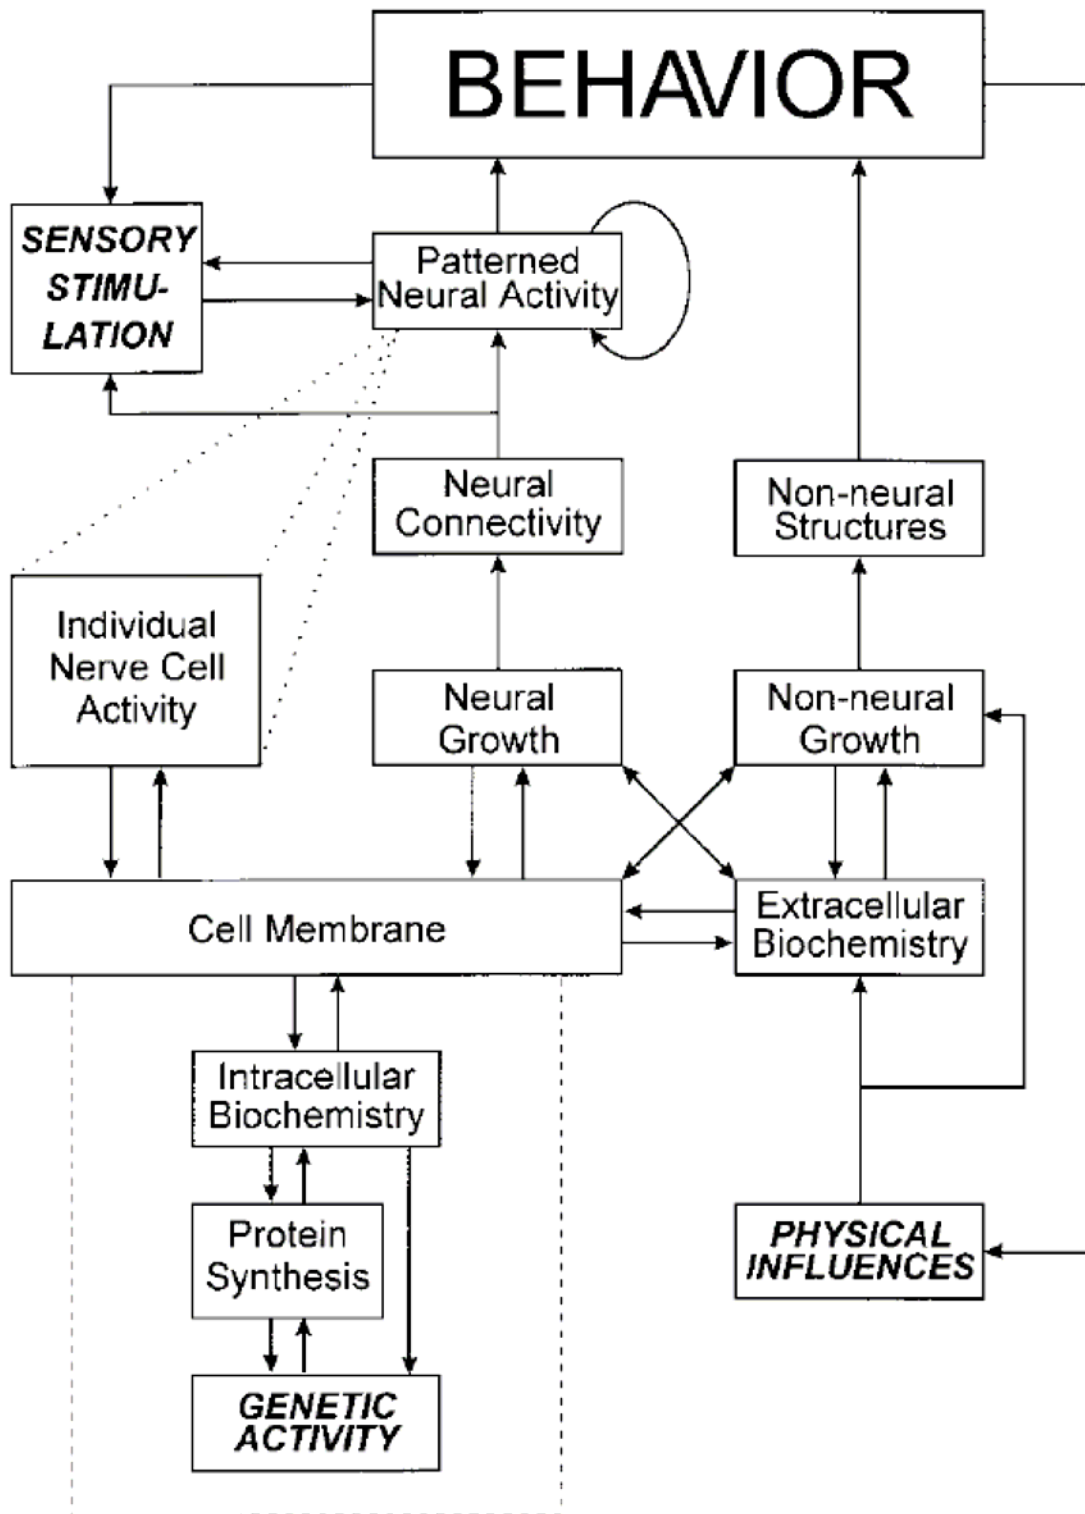 BEHAVIOR
SENSORY
STIMU-
LATION
Patterned
Neural Activity
Neural
Connectivity
Non-neural
Structures
Individual
Nerve Cell
Activity
Neural
Growth
Non-neural
Growth
Cell Membrane
Extracellular
Biochemistry
Intracellular
Biochemistry
Protein
Synthesis
PHYSICAL
INFLUENCES
GENETIC
ACTIVITY